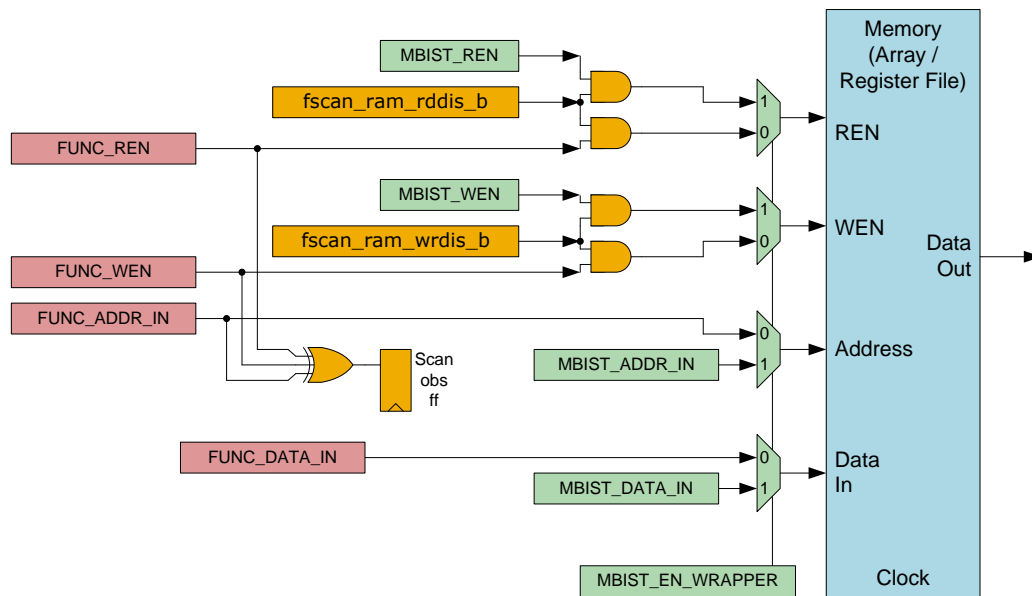 Memory
(Array /
Register File)
MBIST_REN
fscan_ram_rddis_b
1
0
REN
FUNC_REN
MBIST_WEN
1
WEN
fscan_ram_wrdis_b
0
Data
Out
FUNC_WEN
FUNC_ADDR_IN
0
Address
MBIST_ADDR_IN
1
Scan
obs
ff
FUNC_DATA_IN
0
Data
In
MBIST_DATA_IN
1
MBIST_EN_WRAPPER
Clock